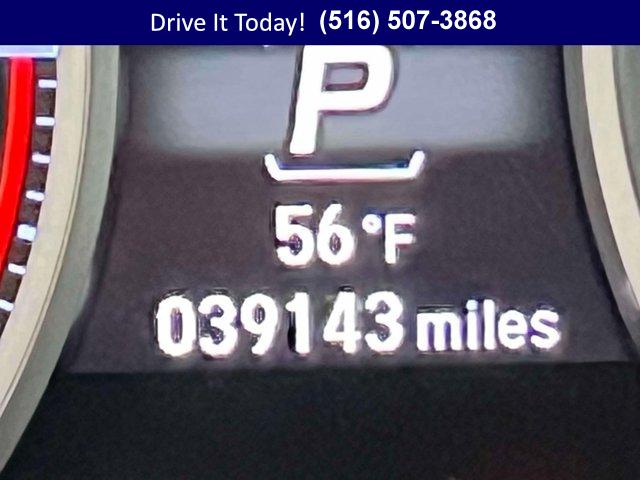 Drive It Today! (516) 507-3868
P
56°F
039143 miles